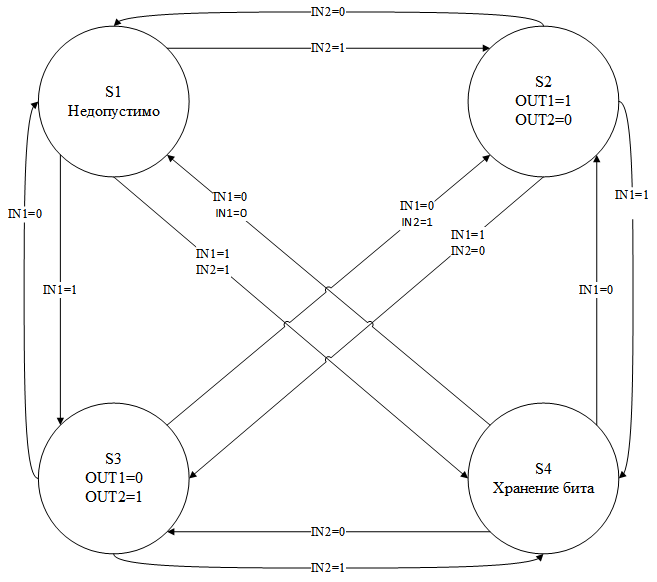 IN2=0
IN2=1
S1
Недопустимо
S2
OUT1=1
OUT2=0
IN1=0
IN1=0
IN1=0
IN2=1
IN1=1
IN1=0
IN1=1
IN2=0
IN1=1
IN2=1
IN1=1
IN1=0
S3
OUT1=0
OUT2=1
S4
Хранение бита
IN2=0
IN2=1